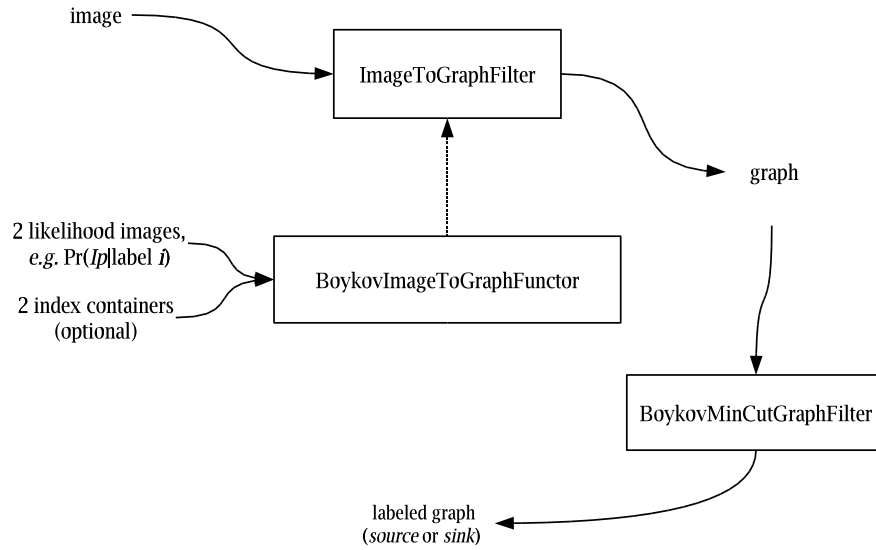 image
ImageToGraphFilter
graph
2 likelihood images,
e.g. Pr(Ip|label i)
BoykovImageToGraphFunctor
2 index containers
(optional)
BoykovMinCutGraphFilter
labeled graph
(source or sink)